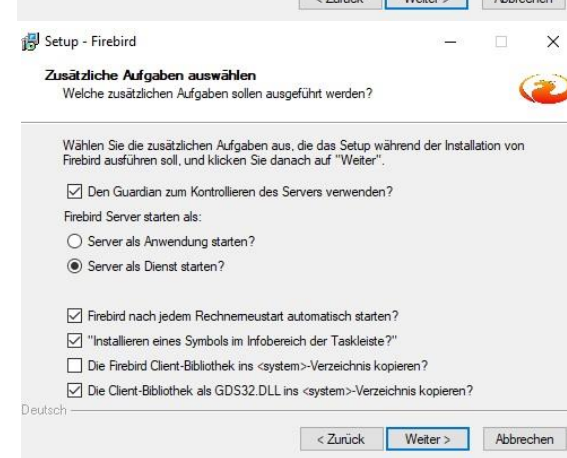 < Zurück Weiter > Abbrechen
Setup - Firebird
Zusätzliche Aufgaben auswählen
Welche zusätzlichen Aufgaben sollen ausgeführt werden?
Wählen Sie die zusätzlichen Aufgaben aus, die das Setup während der Installation von
Firebird ausführen soll, und klicken Sie danach auf "Weiter".
Den Guardian zum Kontrollieren des Servers verwenden?
Firebird Server starten als:
Server als Anwendung starten?
Server als Dienst starten?
Firebird nach jedem Rechnerneustart automatisch starten?
"Installieren eines Symbols im Infobereich der Taskleiste?"
Die Firebird Client-Bibliothek ins <system>-Verzeichnis kopieren?
Die Client-Bibliothek als GDS32.DLL ins <system>-Verzeichnis kopieren?
Deutsch
< Zurück Weiter > Abbrechen